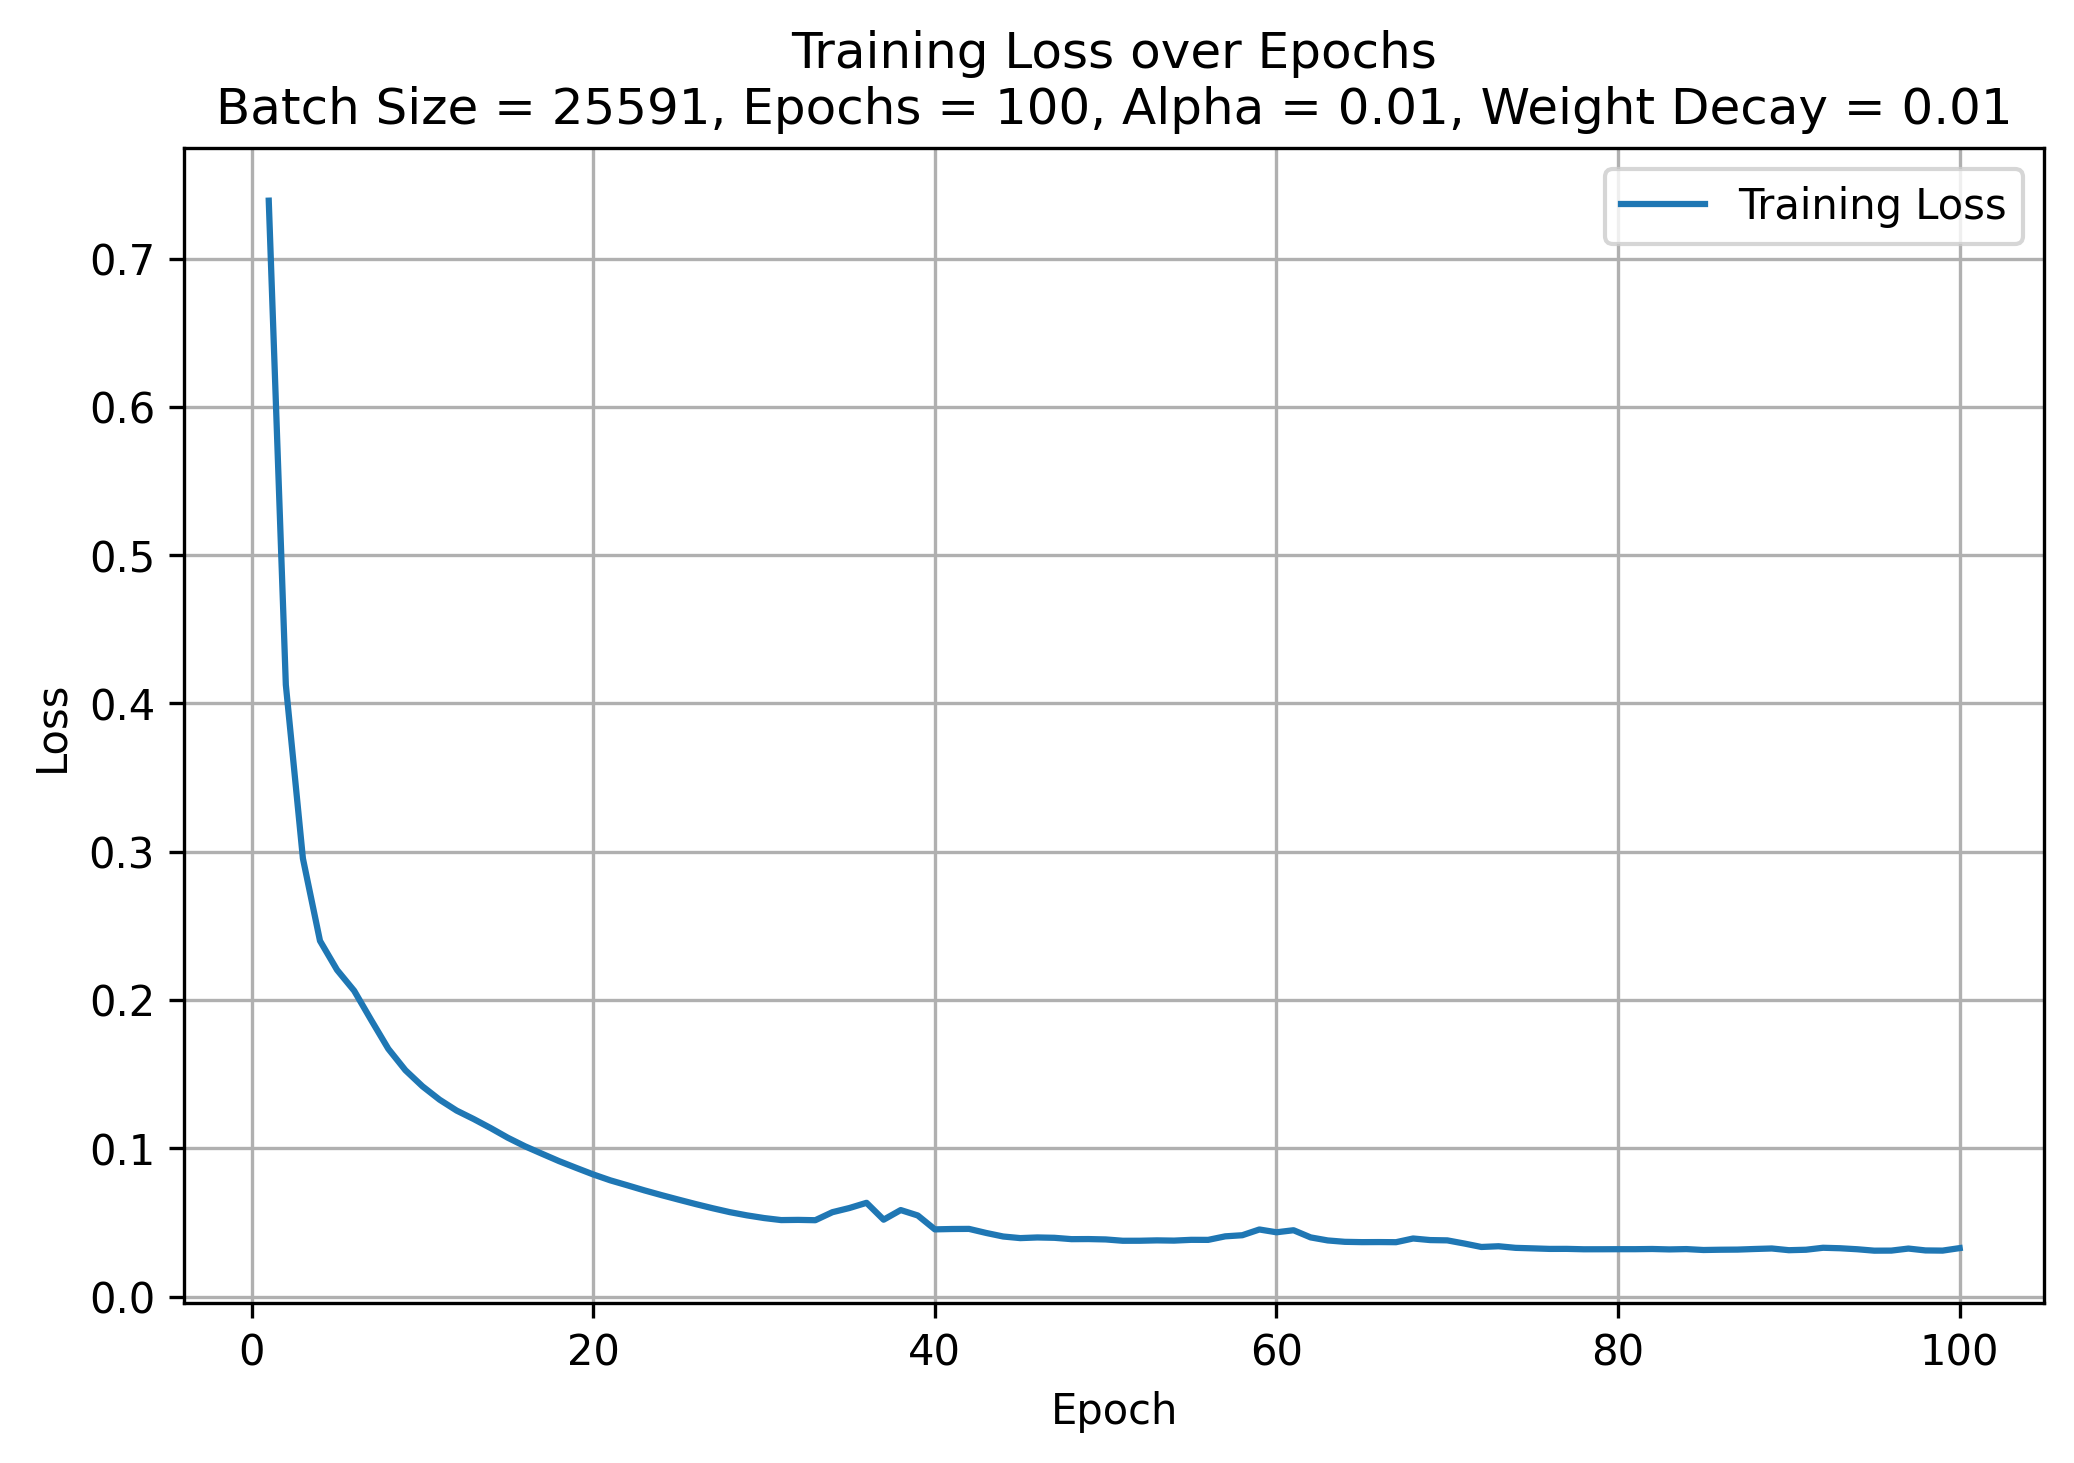 Training Loss over Epochs
Batch Size = 25591, Epochs = 100, Alpha = 0.01, Weight Decay = 0.01
Training Loss
0.7
0.6
0.5
0.4
0.3
0.2
0.1
0.0
Loss
0 20 40 60 80 100
Epoch